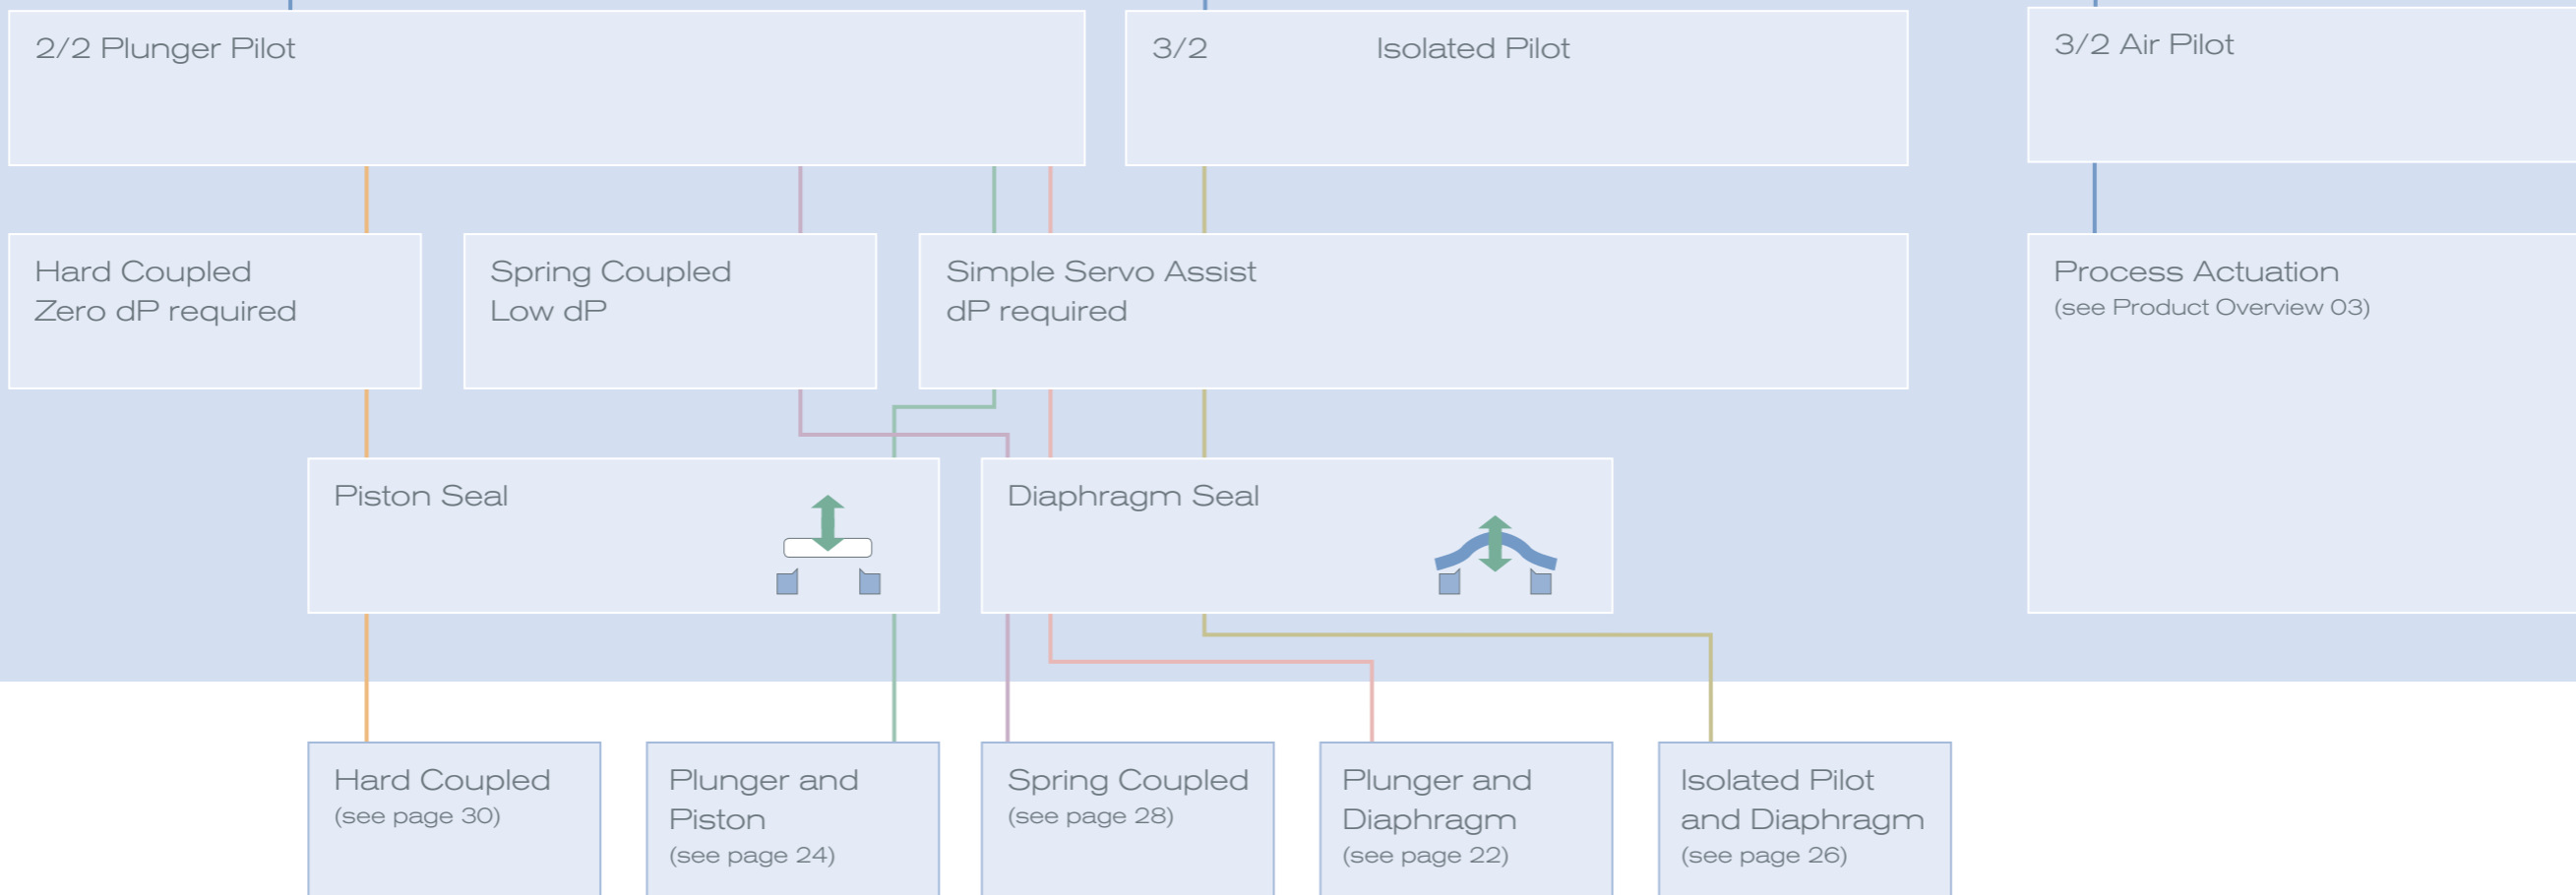 2/2 Plunger Pilot
3/2 Isolated Pilot
3/2 Air Pilot
Hard Coupled
Zero dP required
Spring Coupled
Low dP
Simple Servo Assist
dP required
Process Actuation
(see Product Overview 03)
Piston Seal
Diaphragm Seal
Hard Coupled
(see page 30)
Plunger and
Piston
(see page 24)
Spring Coupled
(see page 28)
Plunger and
Diaphragm
(see page 22)
Isolated Pilot
and Diaphragm
(see page 26)